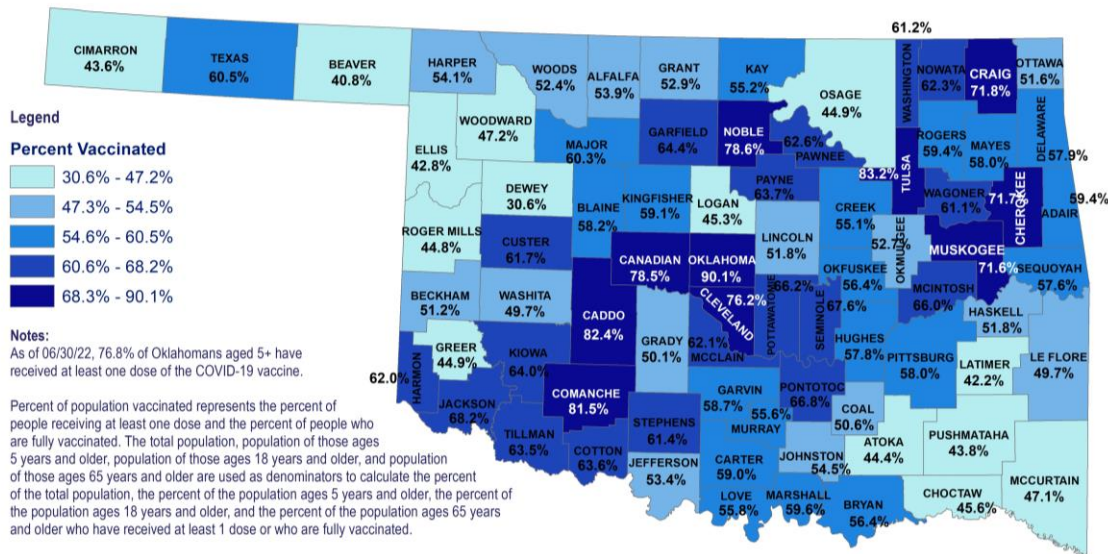 61.2%
CIMARRON
43.6%
TEXAS
60.5%
BEAVER
40.8%
HARPER
54.1%
WOODS
52.4%
ALFALFA
53.9%
GRANT
52.9%
KAY
55.2%
OSAGE
44.9%
WASHINGTON
NOWATA
62.3%
CRAIG
71.8%
OTTAWA
51.6%
Legend
Percent Vaccinated
30.6% - 47.2%
47.3% - 54.5%
54.6% - 60.5%
60.6% - 68.2%
68.3% - 90.1%
WOODWARD
47.2%
ELLIS
42.8%
MAJOR
60.3%
GARFIELD
64.4%
NOBLE
78.6%
62.6%
PAWNEE
83.2%
TULSA
ROGERS
59.4%
MAYES
58.0%
DELAWARE
57.9%
DEWEY
30.6%
BLAINE
58.2%
KINGFISHER
59.1%
LOGAN
45.3%
PAYNE
63.7%
CREEK
55.1%
WAGONER
61.1%
71.7%
CHEROKEE
59.4%
ADAIR
ROGER MILLS
44.8%
CUSTER
61.7%
CANADIAN
78.5%
OKLAHOMA
90.1%
LINCOLN
51.8%
52.7%
OKMULGEE
MUSKOGEE
71.6%
SEQUOYAH
57.6%
OKFUSKEE
56.4%
MCINTOSH
66.0%
BECKHAM
51.2%
WASHITA
49.7%
CADDO
82.4%
GRADY
50.1%
76.2%
CLEVELAND
66.2%
POTTAWATOMIE
67.6%
SEMINOLE
HASKELL
51.8%
Notes:
As of 06/30/22, 76.8% of Oklahomans aged 5+ have
received at least one dose of the COVID-19 vaccine.
GREER
44.9%
KIOWA
64.0%
62.1%
MCCLAIN
HUGHES
57.8%
PITTSBURG
58.0%
LATIMER
42.2%
LE FLORE
49.7%
62.0%
HARMON
JACKSON
68.2%
COMANCHE
81.5%
GARVIN
58.7%
55.6%
MURRAY
PONTOTOC
66.8%
COAL
50.6%
TILLMAN
63.5%
COTTON
63.6%
STEPHENS
61.4%
ATOKA
44.4%
PUSHMATAHA
43.8%
JEFFERSON
53.4%
CARTER
59.0%
JOHNSTON
54.5%
MCCURTAIN
47.1%
LOVE
55.8%
MARSHALL
59.6%
BRYAN
56.4%
CHOCTAW
45.6%
Percent of population vaccinated represents the percent of
people receiving at least one dose and the percent of people who
are fully vaccinated. The total population, population of those ages
5 years and older, population of those ages 18 years and older, and population
of those ages 65 years and older are used as denominators to calculate the percent
of the total population, the percent of the population ages 5 years and older, the percent of
the population ages 18 years and older, and the percent of the population ages 65 years
and older who have received at least 1 dose or who are fully vaccinated.